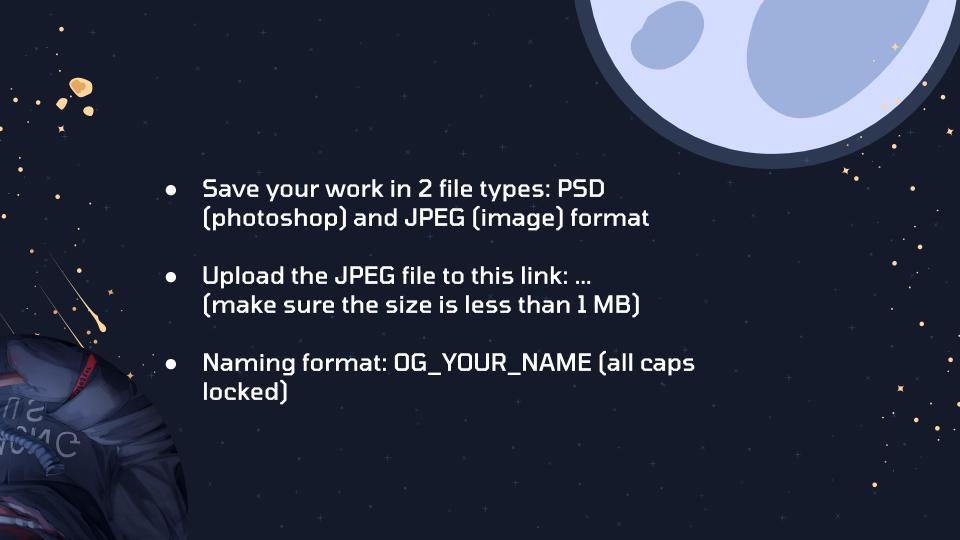 ● Save your work in 2 file types: PSD
(photoshop) and JPEG (image) format
● Upload the JPEG file to this link: ...
(make sure the size is less than 1 MB)
● Naming format: OG_YOUR_NAME (all caps
locked)